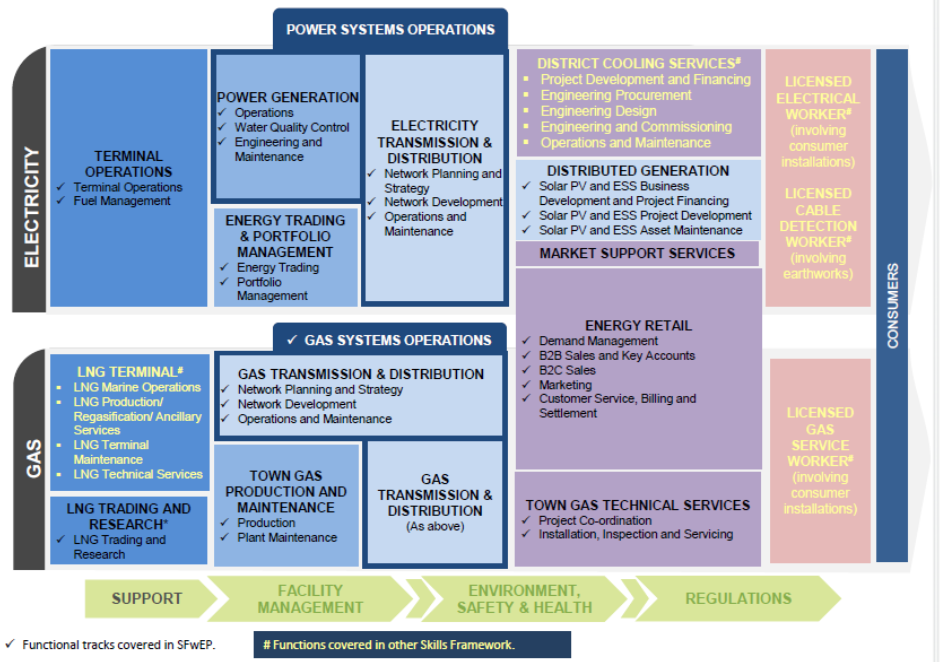 POWER SYSTEMS OPERATIONS
ELECTRICITY
TERMINAL
OPERATIONS
✓ Terminal Operations
✓ Fuel Management
POWER GENERATION
✓ Operations
✓ Water Quality Control
✓ Engineering and
Maintenance
ENERGY TRADING
& PORTFOLIO
MANAGEMENT
✓ Energy Trading
✓ Portfolio
Management
ELECTRICITY
TRANSMISSION &
DISTRIBUTION
✓ Network Planning and
Strategy
✓ Network Development
✓ Operations and
Maintenance
DISTRICT COOLING SERVICES#
▪ Project Development and Financing
▪ Engineering Procurement
▪ Engineering Design
▪ Engineering and Commissioning
▪ Operations and Maintenance
DISTRIBUTED GENERATION
✓ Solar PV and ESS Business
Development and Project Financing
✓ Solar PV and ESS Project Development
✓ Solar PV and ESS Asset Maintenance
MARKET SUPPORT SERVICES
ENERGY RETAIL
✓ Demand Management
✓ B2B Sales and Key Accounts
✓ B2C Sales
✓ Marketing
✓ Customer Service, Billing and
Settlement
LICENSED
ELECTRICAL
WORKER#
(involving
consumer
installations)
LICENSED
CABLE
DETECTION
WORKER#
(involving
earthworks)
CONSUMERS
✓ GAS SYSTEMS OPERATIONS
GAS
LNG TERMINAL#
▪ LNG Marine Operations
▪ LNG Production/
Regasification/ Ancillary
Services
▪ LNG Terminal
Maintenance
▪ LNG Technical Services
LNG TRADING AND
RESEARCH*
✓ LNG Trading and
Research
GAS TRANSMISSION & DISTRIBUTION
✓ Network Planning and Strategy
✓ Network Development
✓ Operations and Maintenance
TOWN GAS
PRODUCTION AND
MAINTENANCE
✓ Production
✓ Plant Maintenance
GAS
TRANSMISSION &
DISTRIBUTION
(As above)
TOWN GAS TECHNICAL SERVICES
✓ Project Co-ordination
✓ Installation, Inspection and Servicing
LICENSED
GAS
SERVICE
WORKER#
(involving
consumer
installations)
SUPPORT
FACILITY
MANAGEMENT
ENVIRONMENT,
SAFETY & HEALTH
REGULATIONS
✓ Functional tracks covered in SFwEP.
# Functions covered in other Skills Framework.